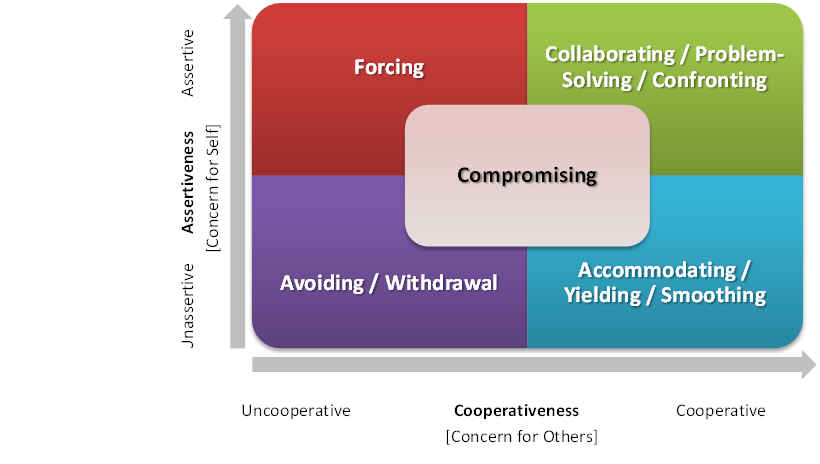 Assertive
Forcing
Collaborating / Problem-
Solving / Confronting
Assertiveness
[Concern for Self]
Compromising
Unassertive
Avoiding / Withdrawal
Accommodating /
Yielding / Smoothing
Uncooperative
Cooperativeness
Cooperative
[Concern for Others]